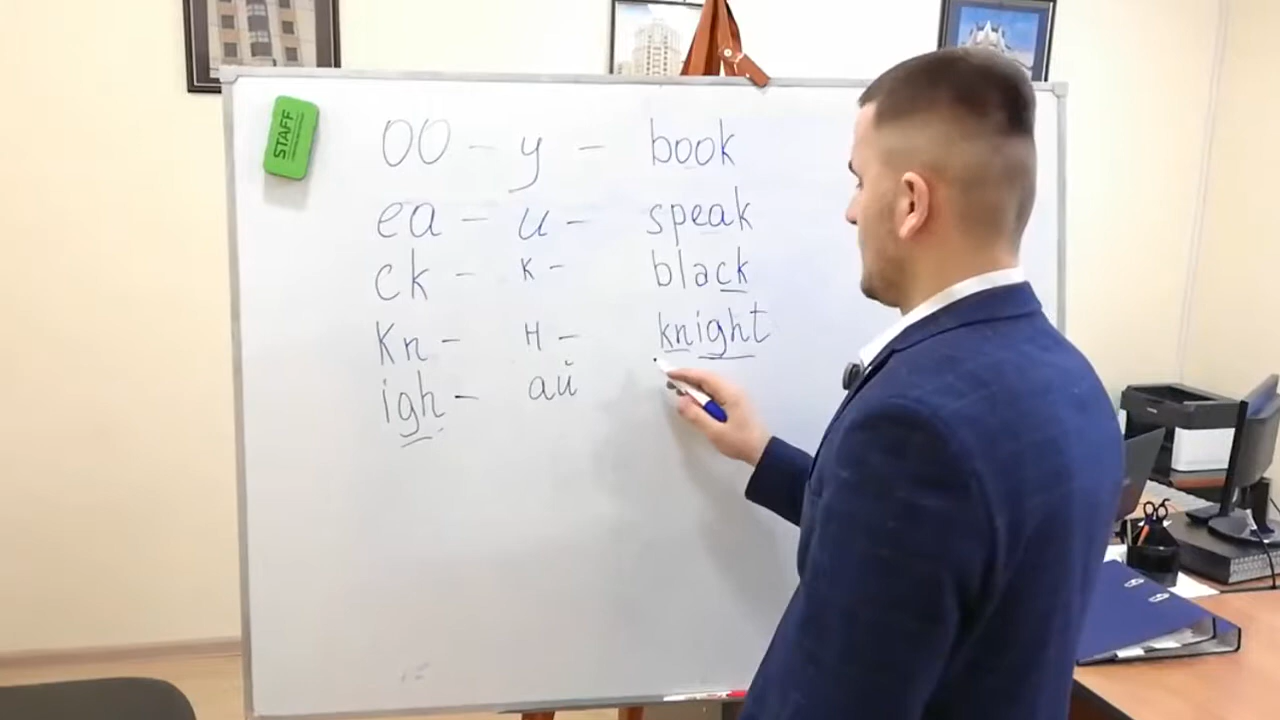 STAFF
OO - у - book
ea - и - speak
ck - к - black
Kn - н - knight
igh - ай